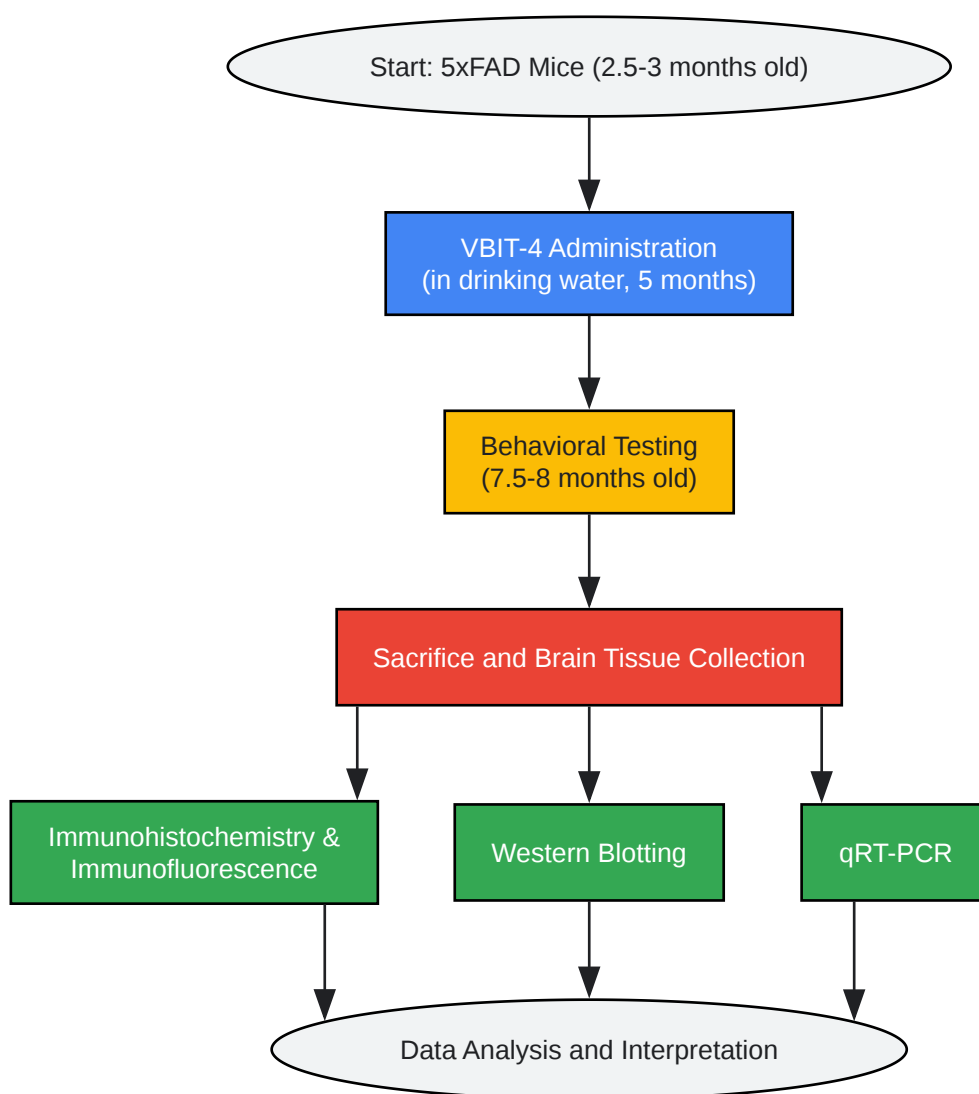 Start: 5xFAD Mice (2.5-3 months old)
VBIT-4 Administration
(in drinking water, 5 months)
Behavioral Testing
(7.5-8 months old)
Sacrifice and Brain Tissue Collection
Immunohistochemistry &
Immunofluorescence
Western Blotting
qRT-PCR
Data Analysis and Interpretation